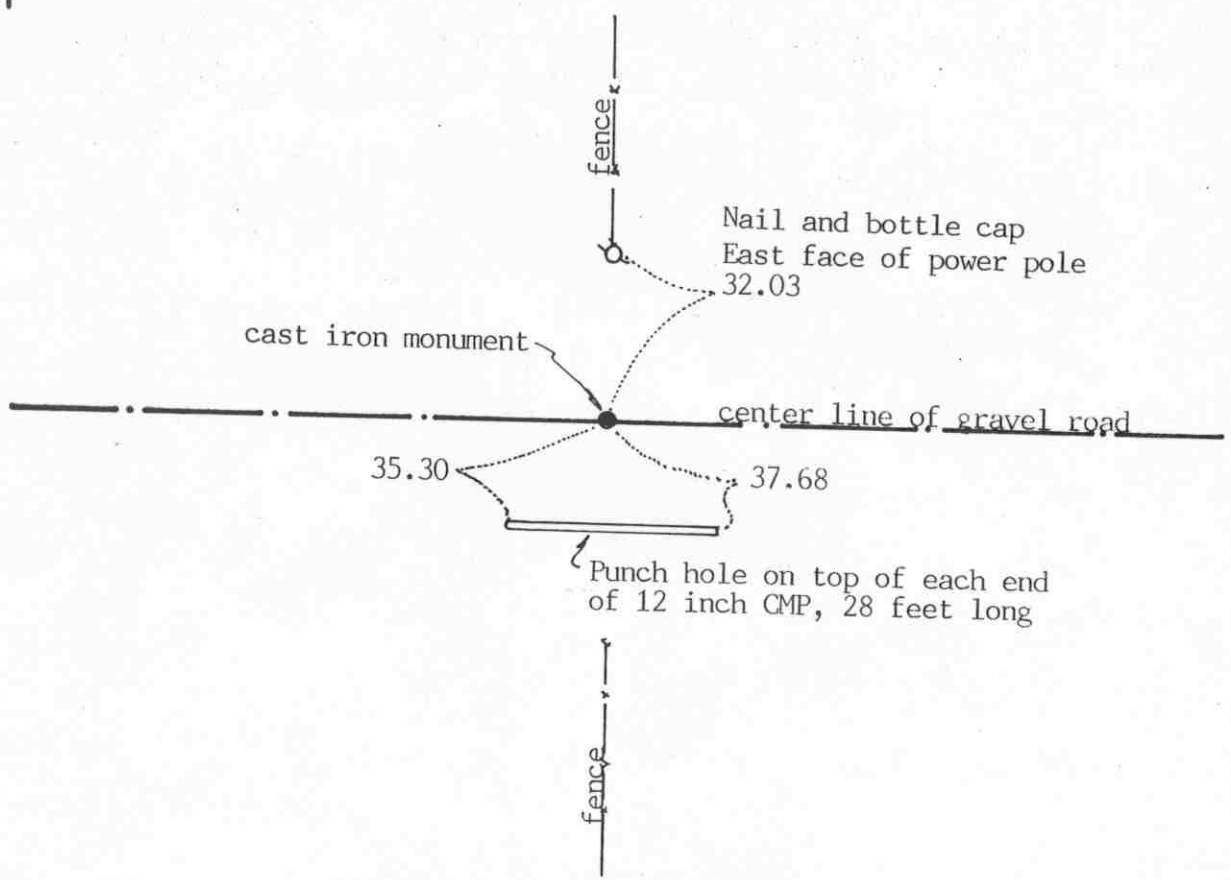 fence
Nail and bottle cap
East face of power pole
32.03
cast iron monument
center line of gravel road
35.30
37.68
Punch hole on top of each end
of 12 inch CMP, 28 feet long
fence